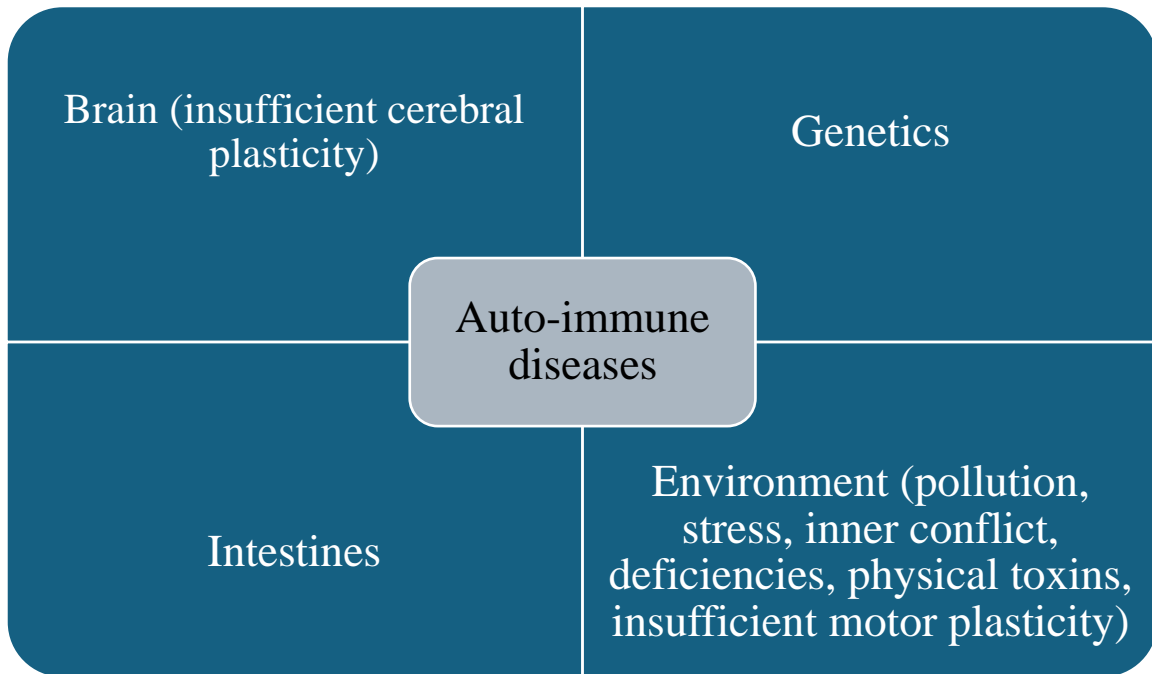 Brain (insufficient cerebral
plasticity)
Genetics
Auto-immune
diseases
Intestines
Environment (pollution,
stress, inner conflict,
deficiencies, physical toxins,
insufficient motor plasticity)